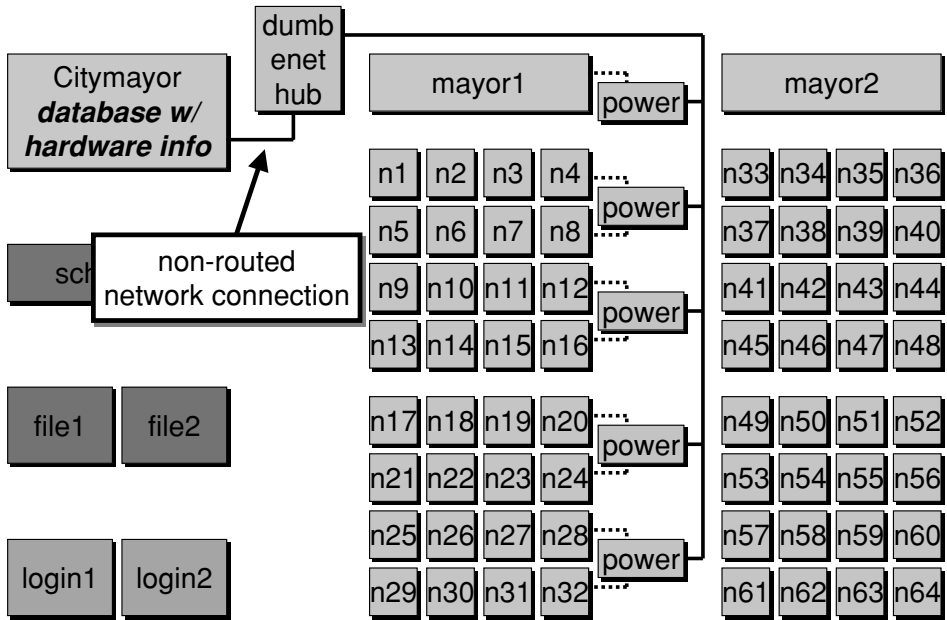 dumb
enet
hub
Citymayor
database w/
hardware info
mayor1
power
mayor2
n1 n2 n3 n4
power
n33 n34 n35 n36
n5 n6 n7 n8
n37 n38 n39 n40
sch
non-routed
network connection
n9 n10 n11 n12
power
n41 n42 n43 n44
n13 n14 n15 n16
n45 n46 n47 n48
file1 file2
n17 n18 n19 n20
power
n49 n50 n51 n52
n21 n22 n23 n24
n53 n54 n55 n56
login1 login2
n25 n26 n27 n28
power
n57 n58 n59 n60
n29 n30 n31 n32
n61 n62 n63 n64